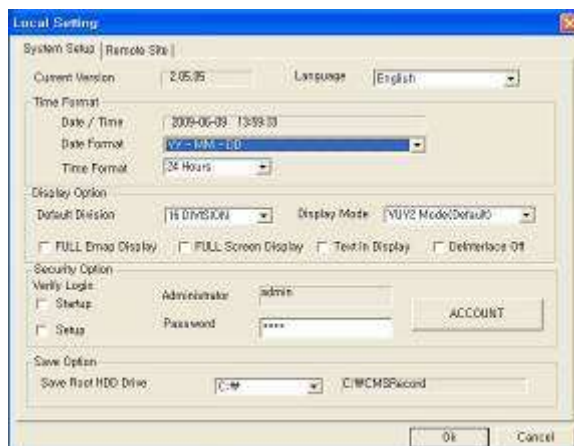 Local Setting
System Setup | Remote Site |
Current Version 2.05.05 Language English
Time Format
Date / Time 2009-06-09 13:59:33
Date Format YY - MM - DD
Time Format 24 Hours
Display Option
Default Division 16 DIVISION Display Mode YUY2 Mode(Default)
FULL Emap Display FULL Screen Display Text In Display DeInterlace Off
Security Option
Verify Login
Startup Administrator admin
ACCOUNT
Setup Password ****
Save Option
Save Root HDD Drive C:₩ C:₩CMSRecord
Ok Cancel